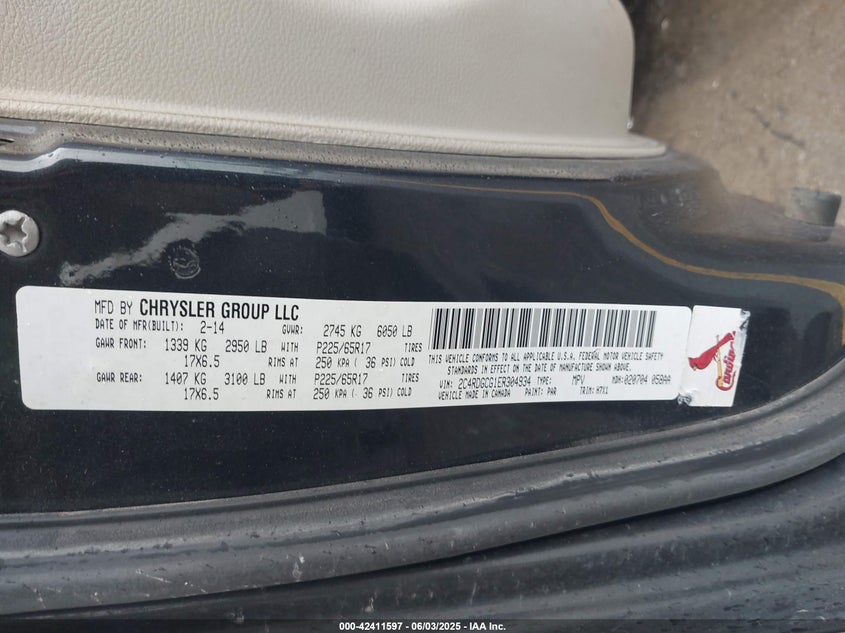 MFD BY CHRYSLER GROUP LLC
DATE OF MFR(BUILT): 2-14 GVWR: 2745 KG 6050 LB
GAWR FRONT: 1339 KG 2950 LB WITH P225/65R17 TIRES
17X6.5 RIMS AT 250 KPA ( 36 PSI) COLD
GAWR REAR: 1407 KG 3100 LB WITH P225/65R17 TIRES
17X6.5 RIMS AT 250 KPA ( 36 PSI) COLD
THIS VEHICLE CONFORMS TO ALL APPLICABLE U.S.A. FEDERAL MOTOR VEHICLE SAFETY
STANDARDS IN EFFECT ON THE DATE OF MANUFACTURE SHOWN ABOVE.
VIN: 2C4RDGCG1ER304934 TYPE: MPV MDH: 020704 058AA
VEHICLE MADE IN CANADA PAINT: PAR TRIM: H7X1
Cardinals
000-42411597 - 06/03/2025 - IAA Inc.